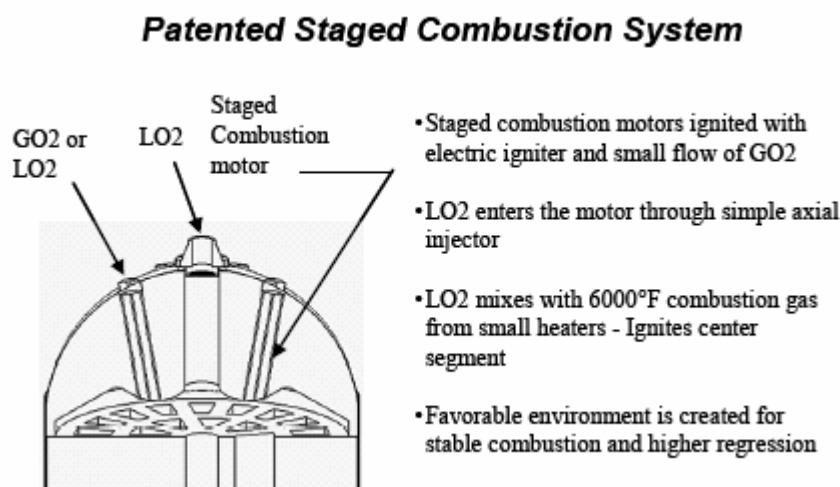 Patented Staged Combustion System
GO2 or
LO2
LO2
Staged
Combustion
motor
•Staged combustion motors ignited with
electric igniter and small flow of GO2
•LO2 enters the motor through simple axial
injector
•LO2 mixes with 6000°F combustion gas
from small heaters - Ignites center
segment
•Favorable environment is created for
stable combustion and higher regression